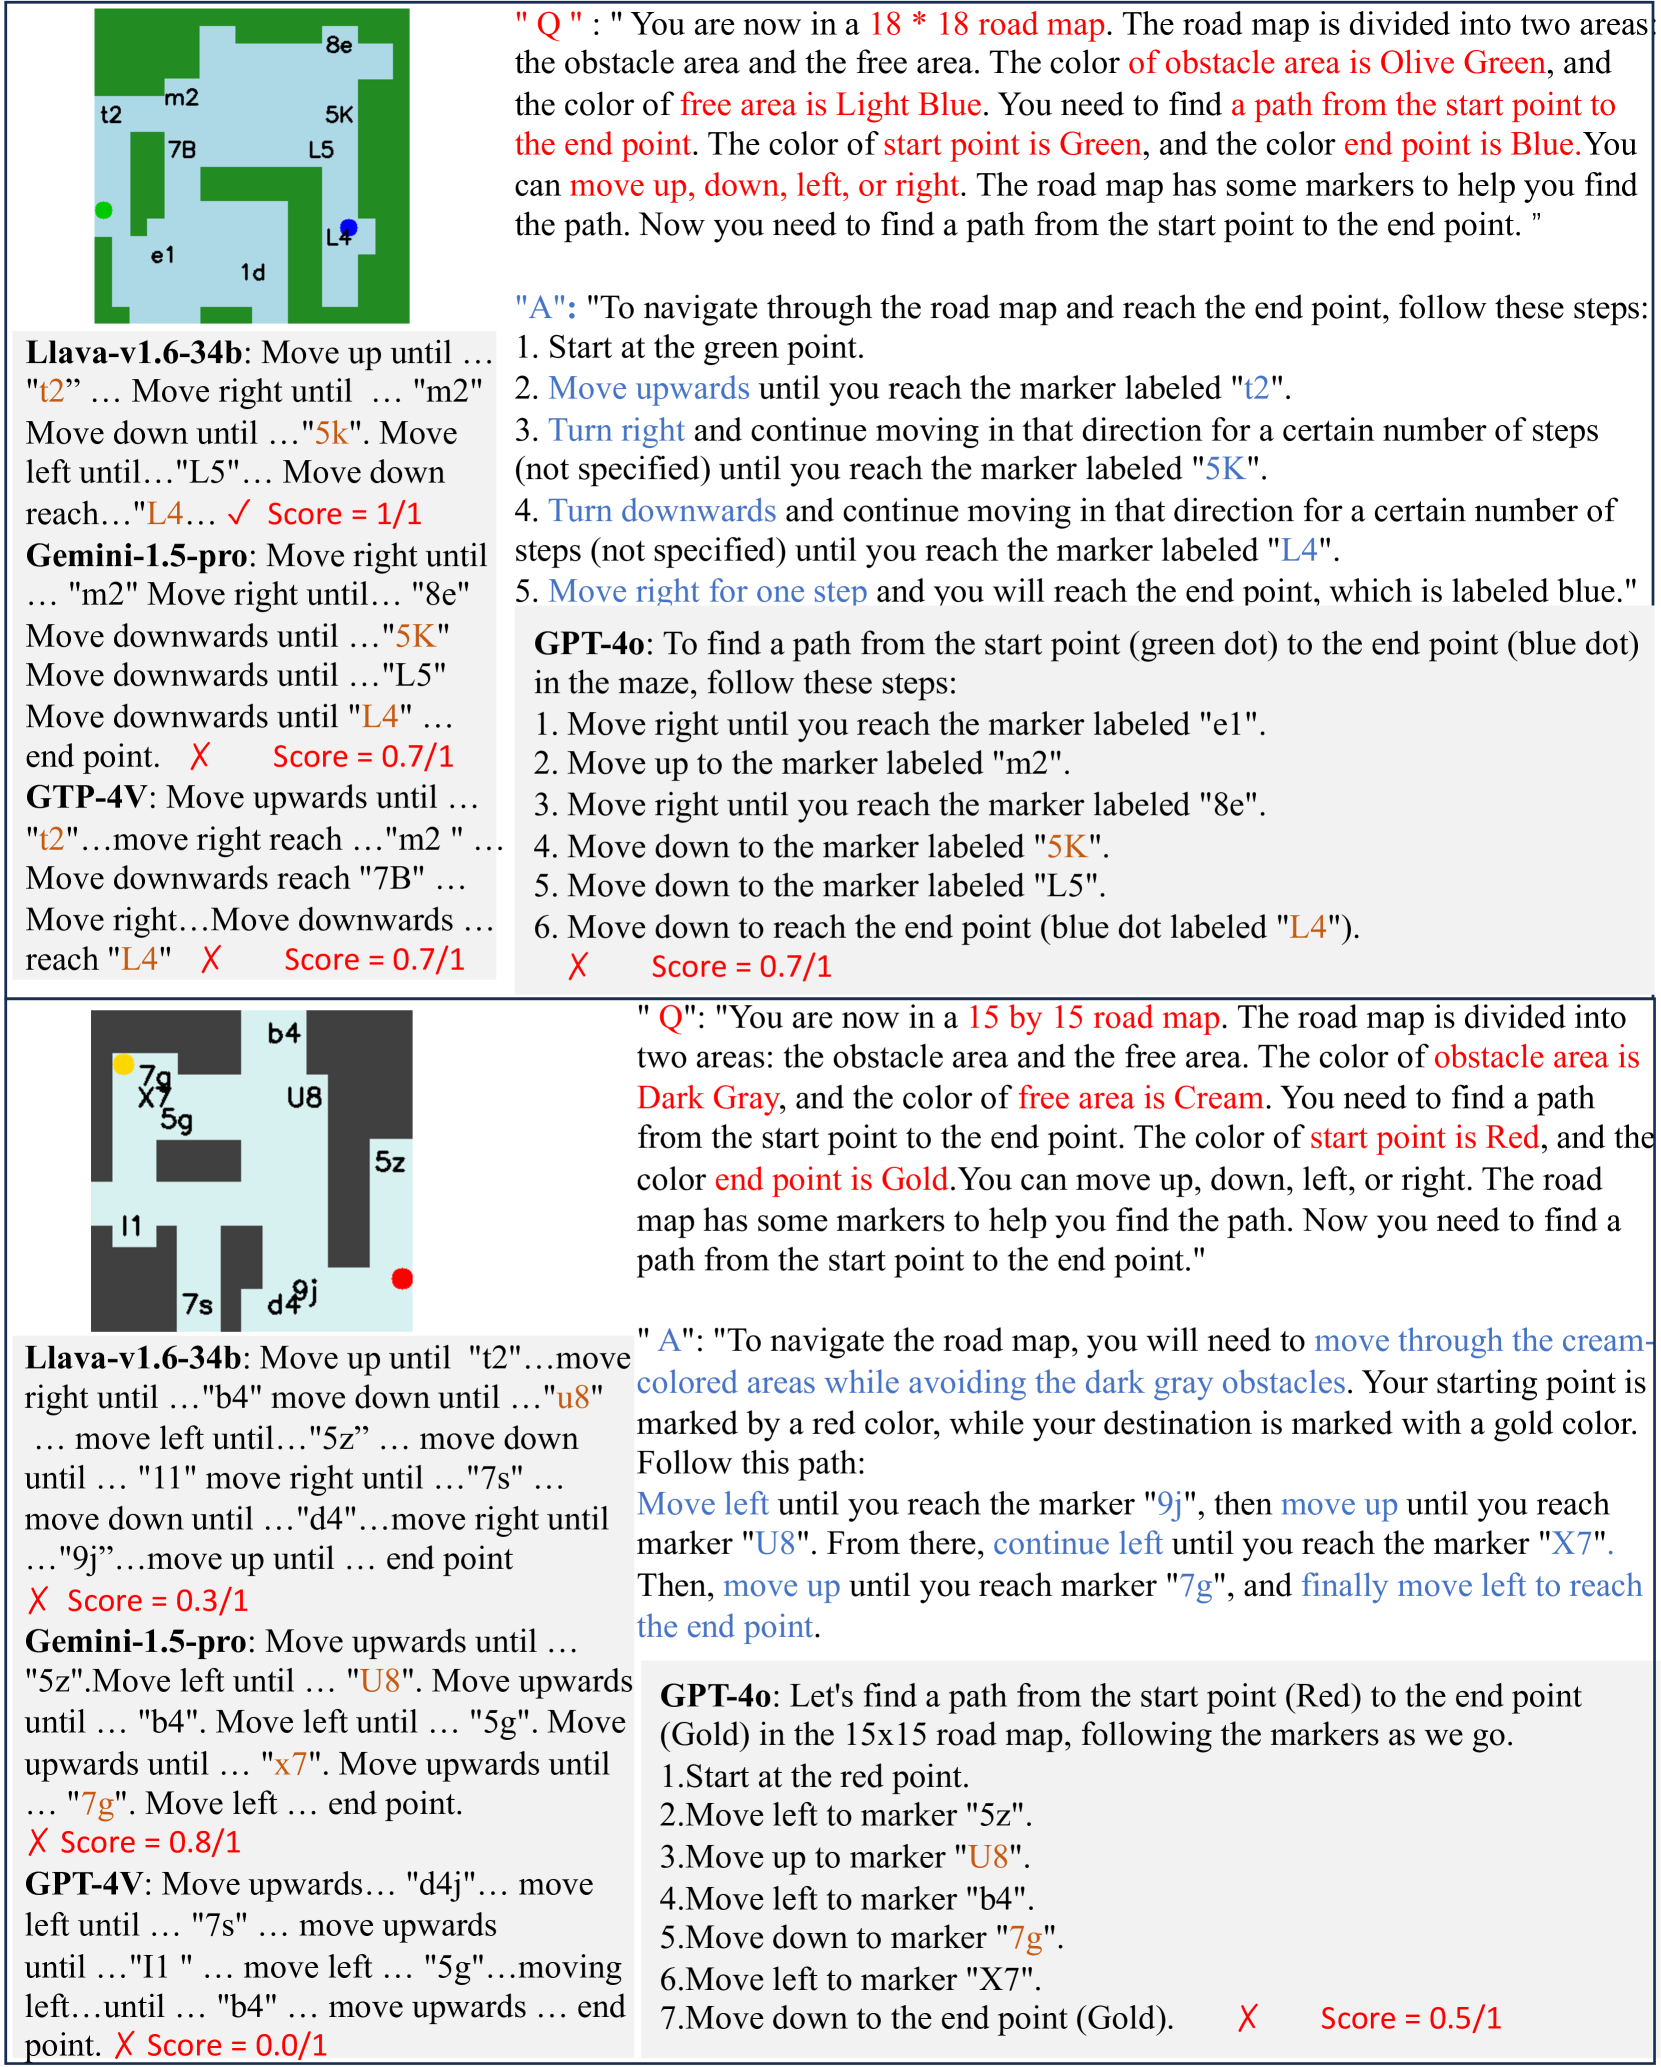 8e
m2
t2
5K
7B
L5
L4
e1
1d
" Q " : " You are now in a 18 * 18 road map. The road map is divided into two areas:
the obstacle area and the free area. The color of obstacle area is Olive Green, and
the color of free area is Light Blue. You need to find a path from the start point to
the end point. The color of start point is Green, and the color end point is Blue.You
can move up, down, left, or right. The road map has some markers to help you find
the path. Now you need to find a path from the start point to the end point. ”
"A": "To navigate through the road map and reach the end point, follow these steps:
1. Start at the green point.
2. Move upwards until you reach the marker labeled "t2".
3. Turn right and continue moving in that direction for a certain number of steps
(not specified) until you reach the marker labeled "5K".
4. Turn downwards and continue moving in that direction for a certain number of
steps (not specified) until you reach the marker labeled "L4".
5. Move right for one step and you will reach the end point, which is labeled blue."
Llava-v1.6-34b: Move up until …
"t2” … Move right until … "m2"
Move down until …"5k". Move
left until…"L5"… Move down
reach…"L4… ✓ Score = 1/1
Gemini-1.5-pro: Move right until
… "m2" Move right until… "8e"
Move downwards until …"5K"
Move downwards until …"L5"
Move downwards until "L4" …
end point. ✗ Score = 0.7/1
GTP-4V: Move upwards until …
"t2"…move right reach …"m2 " …
Move downwards reach "7B" …
Move right…Move downwards …
reach "L4" ✗ Score = 0.7/1
GPT-4o: To find a path from the start point (green dot) to the end point (blue dot)
in the maze, follow these steps:
1. Move right until you reach the marker labeled "e1".
2. Move up to the marker labeled "m2".
3. Move right until you reach the marker labeled "8e".
4. Move down to the marker labeled "5K".
5. Move down to the marker labeled "L5".
6. Move down to reach the end point (blue dot labeled "L4").
✗ Score = 0.7/1
b4
7g
X7
U8
5g
5z
I1
9j
7s
d4
" Q": "You are now in a 15 by 15 road map. The road map is divided into
two areas: the obstacle area and the free area. The color of obstacle area is
Dark Gray, and the color of free area is Cream. You need to find a path
from the start point to the end point. The color of start point is Red, and the
color end point is Gold.You can move up, down, left, or right. The road
map has some markers to help you find the path. Now you need to find a
path from the start point to the end point."
" A": "To navigate the road map, you will need to move through the cream-
colored areas while avoiding the dark gray obstacles. Your starting point is
marked by a red color, while your destination is marked with a gold color.
Follow this path:
Move left until you reach the marker "9j", then move up until you reach
marker "U8". From there, continue left until you reach the marker "X7".
Then, move up until you reach marker "7g", and finally move left to reach
the end point.
Llava-v1.6-34b: Move up until "t2"…move
right until …"b4" move down until …"u8"
… move left until…"5z” … move down
until … "11" move right until …"7s" …
move down until …"d4"…move right until
…"9j”…move up until … end point
✗ Score = 0.3/1
Gemini-1.5-pro: Move upwards until …
"5z".Move left until … "U8". Move upwards
until … "b4". Move left until … "5g". Move
upwards until … "x7". Move upwards until
… "7g". Move left … end point.
✗ Score = 0.8/1
GPT-4V: Move upwards… "d4j"… move
left until … "7s" … move upwards
until …"I1 " … move left … "5g"…moving
left…until … "b4" … move upwards … end
point. ✗ Score = 0.0/1
GPT-4o: Let's find a path from the start point (Red) to the end point
(Gold) in the 15x15 road map, following the markers as we go.
1.Start at the red point.
2.Move left to marker "5z".
3.Move up to marker "U8".
4.Move left to marker "b4".
5.Move down to marker "7g".
6.Move left to marker "X7".
7.Move down to the end point (Gold). ✗ Score = 0.5/1